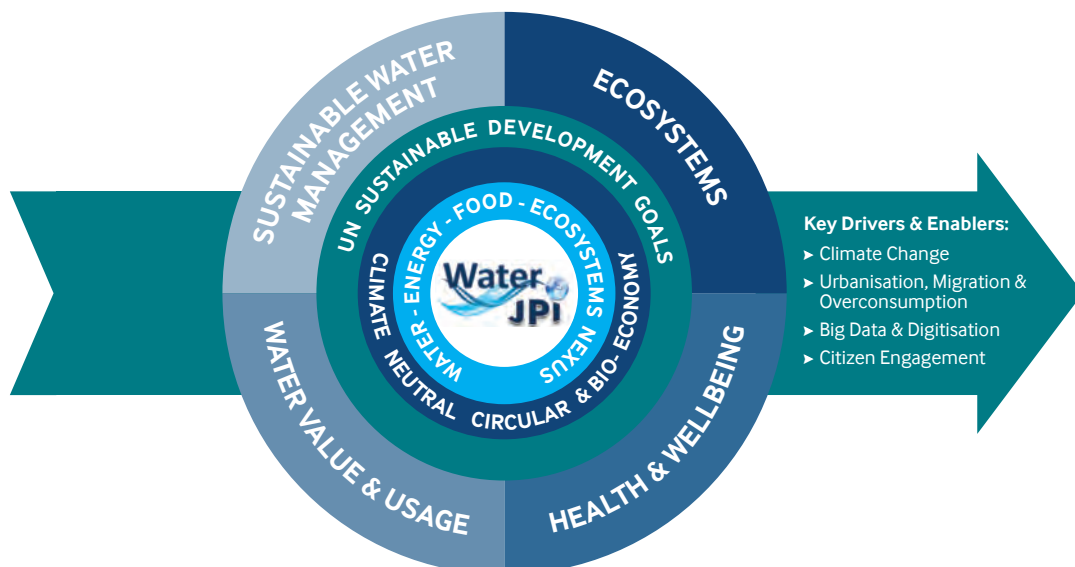 SUSTAINABLE WATER
MANAGEMENT
ECOSYSTEMS
UN SUSTAINABLE DEVELOPMENT GOALS
WATER - ENERGY - FOOD - ECOSYSTEMS NEXUS
CLIMATE NEUTRAL CIRCULAR & BIO- ECONOMY
Water
JPI
WATER VALUE & USAGE
HEALTH & WELLBEING
Key Drivers & Enablers:
➤ Climate Change
➤ Urbanisation, Migration &
Overconsumption
➤ Big Data & Digitisation
➤ Citizen Engagement